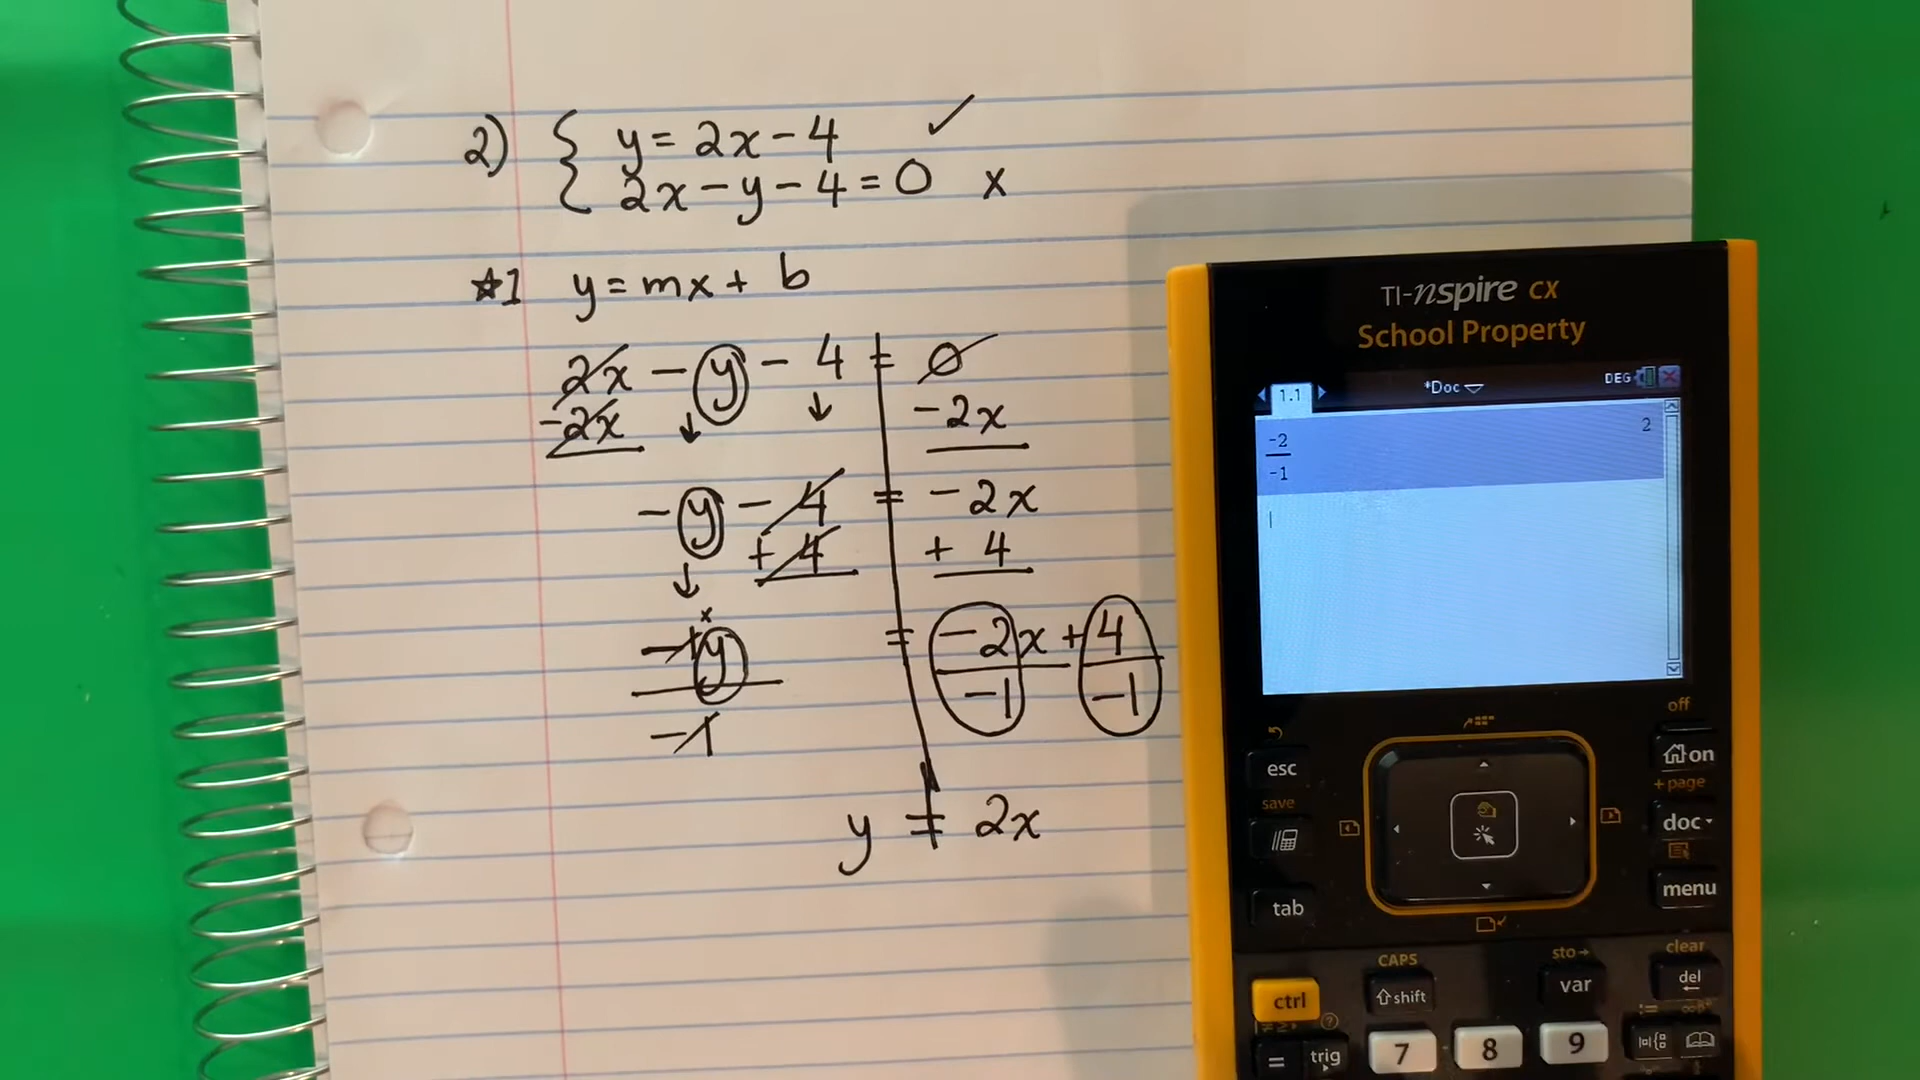 2) { y = 2x - 4 ✓
2x - y - 4 = 0 x
★1 y = mx + b
2x - y - 4 = 0
-2x ↓ ↓ -2x
-y - 4 = -2x
↓ + 4 + 4
-1y = -2x + 4
-1 -1 -1
y = 2x
TI-nspire CX
School Property
1.1 *Doc DEG
-2
-1
2
off
esc
on
save
+page
doc
tab
menu
CAPS
sto→
clear
ctrl
shift
var
del
=
trig
7
8
9